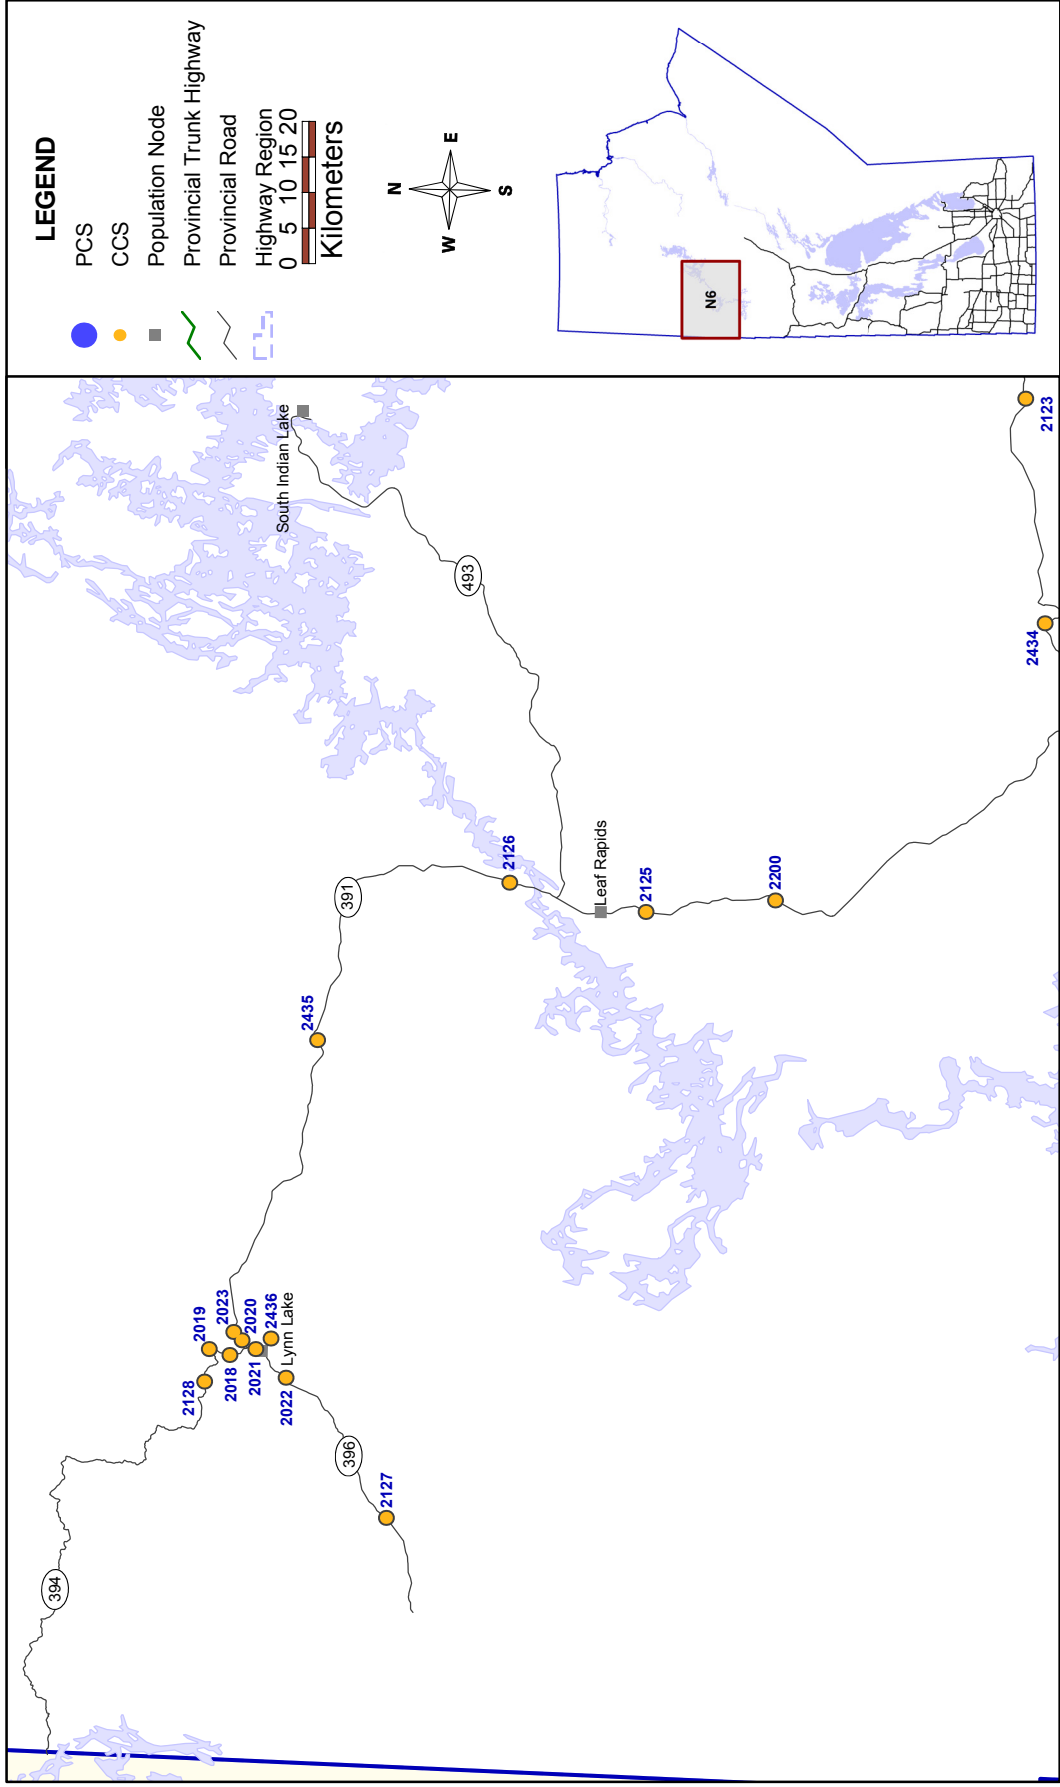 LEGEND
PCS
CCS
Population Node
Provincial Trunk Highway
Provincial Road
Highway Region
0 5 10 15 20
Kilometers
N
W
E
S
N6
South Indian Lake
493
2123
2434
391
2126
Leaf Rapids
2125
2200
2435
2019
2023
2020
2436
2128
2018
2021
Lynn Lake
2022
396
2127
394